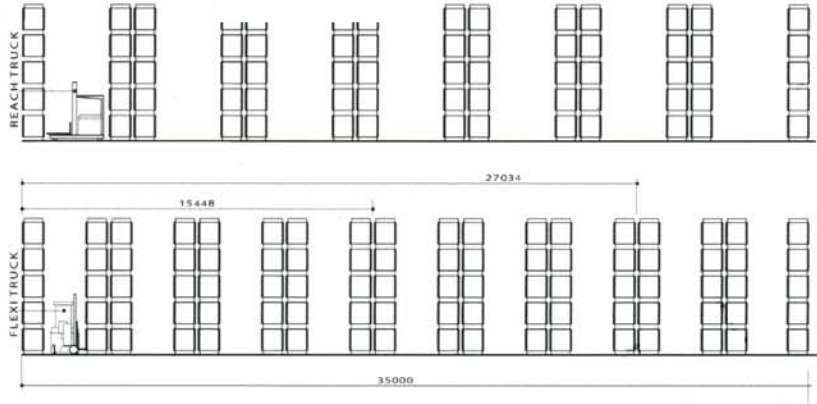 REACH TRUCK
27034
15448
FLEXI TRUCK
35000